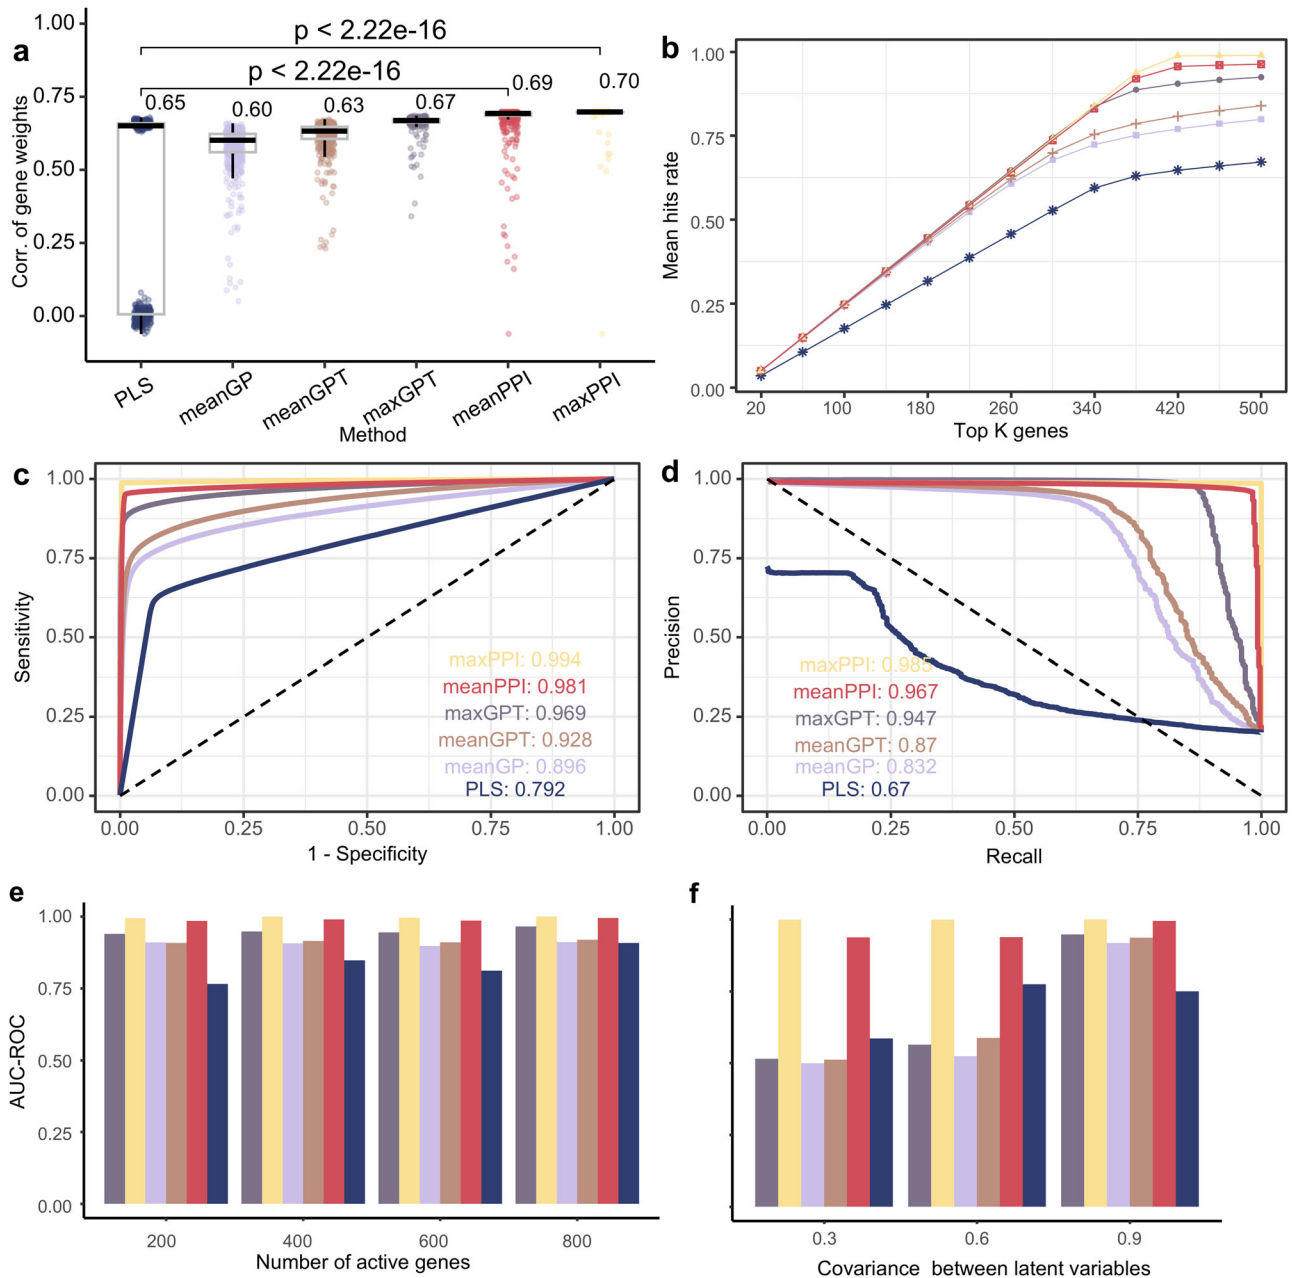 a
p < 2.22e-16
p < 2.22e-16
0.65
0.60
0.63
0.67
0.69
0.70
1.00
0.75
0.50
0.25
0.00
Corr. of gene weights
PLS
meanGP
meanGPT
maxGPT
meanPPI
maxPPI
Method
b
1.00
0.75
0.50
0.25
0.00
Mean hits rate
20
100
180
260
340
420
500
Top K genes
c
1.00
0.75
0.50
0.25
0.00
Sensitivity
maxPPI: 0.994
meanPPI: 0.981
maxGPT: 0.969
meanGPT: 0.928
meanGP: 0.896
PLS: 0.792
0.00
0.25
0.50
0.75
1.00
1 - Specificity
d
1.00
0.75
0.50
0.25
0.00
Precision
maxPPI: 0.985
meanPPI: 0.967
maxGPT: 0.947
meanGPT: 0.87
meanGP: 0.832
PLS: 0.67
0.00
0.25
0.50
0.75
1.00
Recall
e
1.00
0.75
0.50
0.25
0.00
AUC-ROC
200
400
600
800
Number of active genes
f
0.3
0.6
0.9
Covariance between latent variables